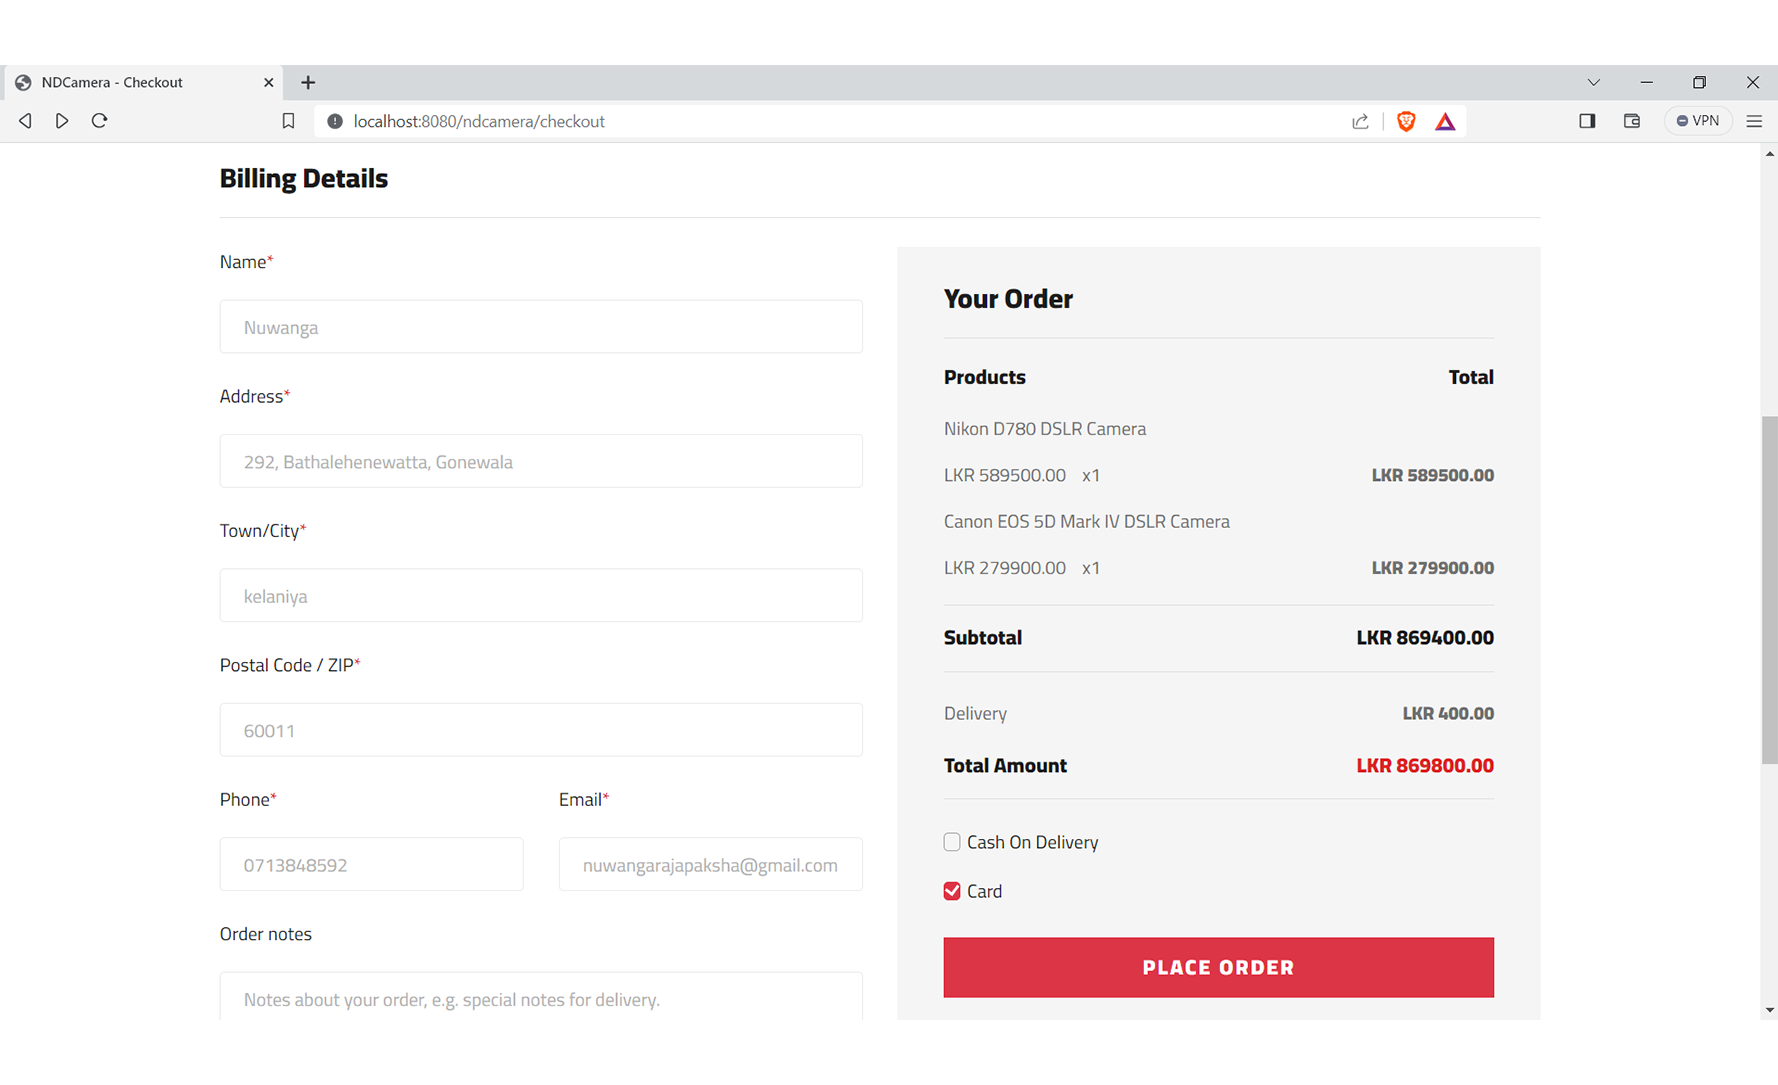 NDCamera - Checkout
localhost:8080/ndcamera/checkout
VPN
Billing Details
Name*
Nuwanga
Address*
292, Bathalehenewatta, Gonewala
Town/City*
kelaniya
Postal Code / ZIP*
60011
Phone* Email*
0713848592 nuwangarajapaksha@gmail.com
Order notes
Notes about your order, e.g. special notes for delivery.
Your Order
Products Total
Nikon D780 DSLR Camera
LKR 589500.00 x1 LKR 589500.00
Canon EOS 5D Mark IV DSLR Camera
LKR 279900.00 x1 LKR 279900.00
Subtotal LKR 869400.00
Delivery LKR 400.00
Total Amount LKR 869800.00
Cash On Delivery
Card
PLACE ORDER